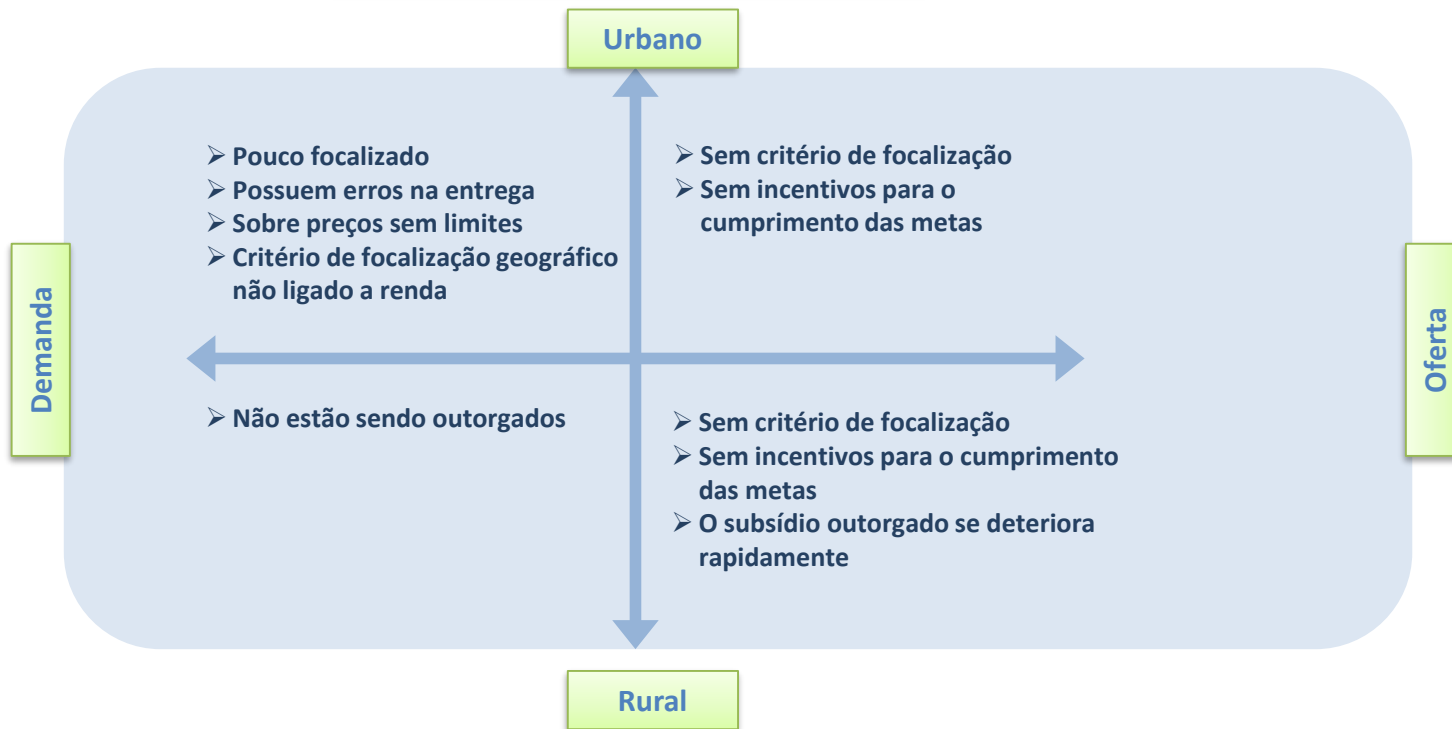 Urbano
➢ Pouco focalizado
➢ Possuem erros na entrega
➢ Sobre preços sem limites
➢ Critério de focalização geográfico
não ligado a renda
➢ Sem critério de focalização
➢ Sem incentivos para o
cumprimento das metas
Demanda
Oferta
➢ Não estão sendo outorgados
➢ Sem critério de focalização
➢ Sem incentivos para o cumprimento
das metas
➢ O subsídio outorgado se deteriora
rapidamente
Rural